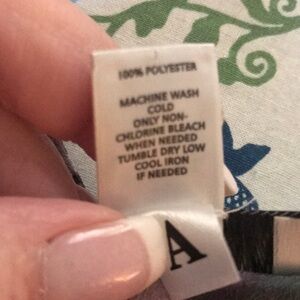 100% POLYESTER
MACHINE WASH
COLD
ONLY NON-
CHLORINE BLEACH
WHEN NEEDED
TUMBLE DRY LOW
COOL IRON
IF NEEDED
A